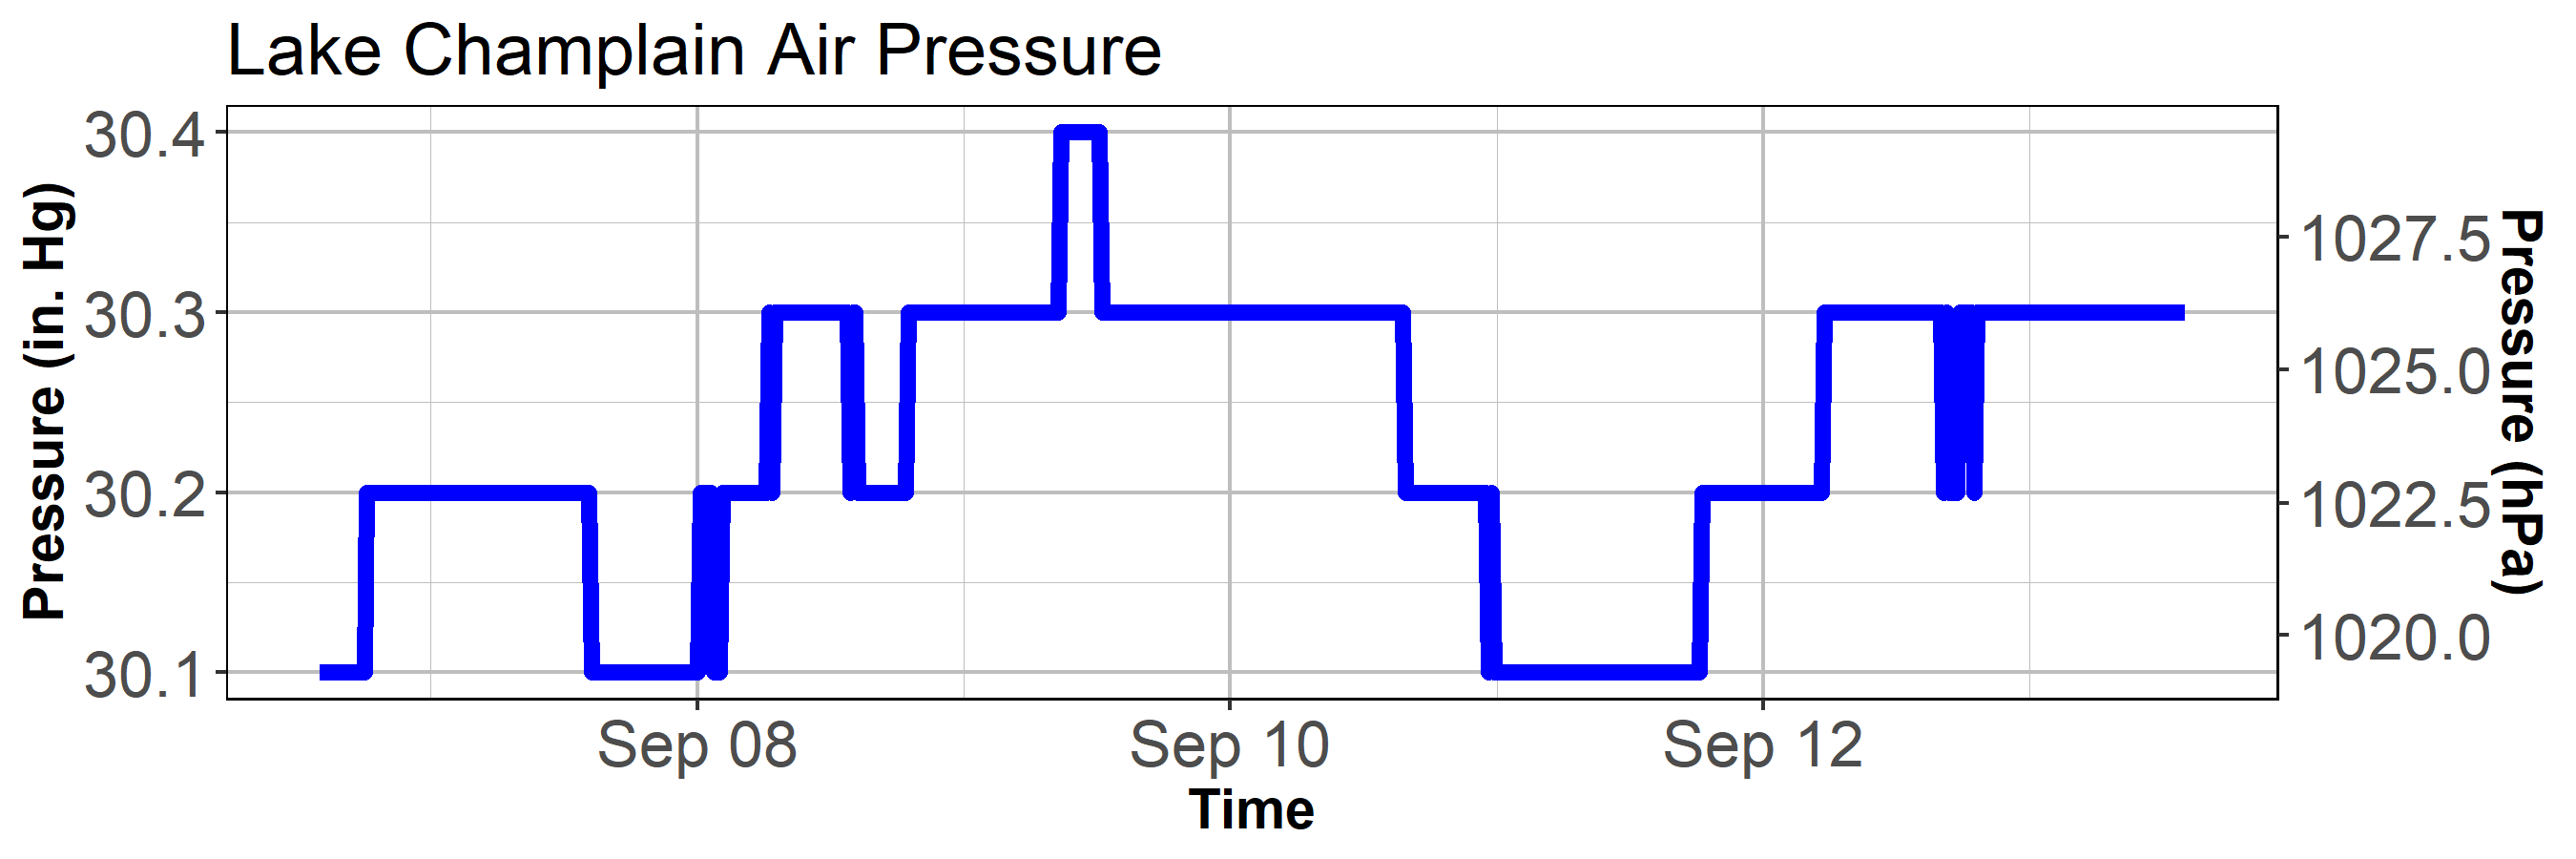 Lake Champlain Air Pressure
Pressure (in. Hg)
30.4
30.3
30.2
30.1
1027.5
1025.0
1022.5
1020.0
Pressure (hPa)
Sep 08
Sep 10
Sep 12
Time